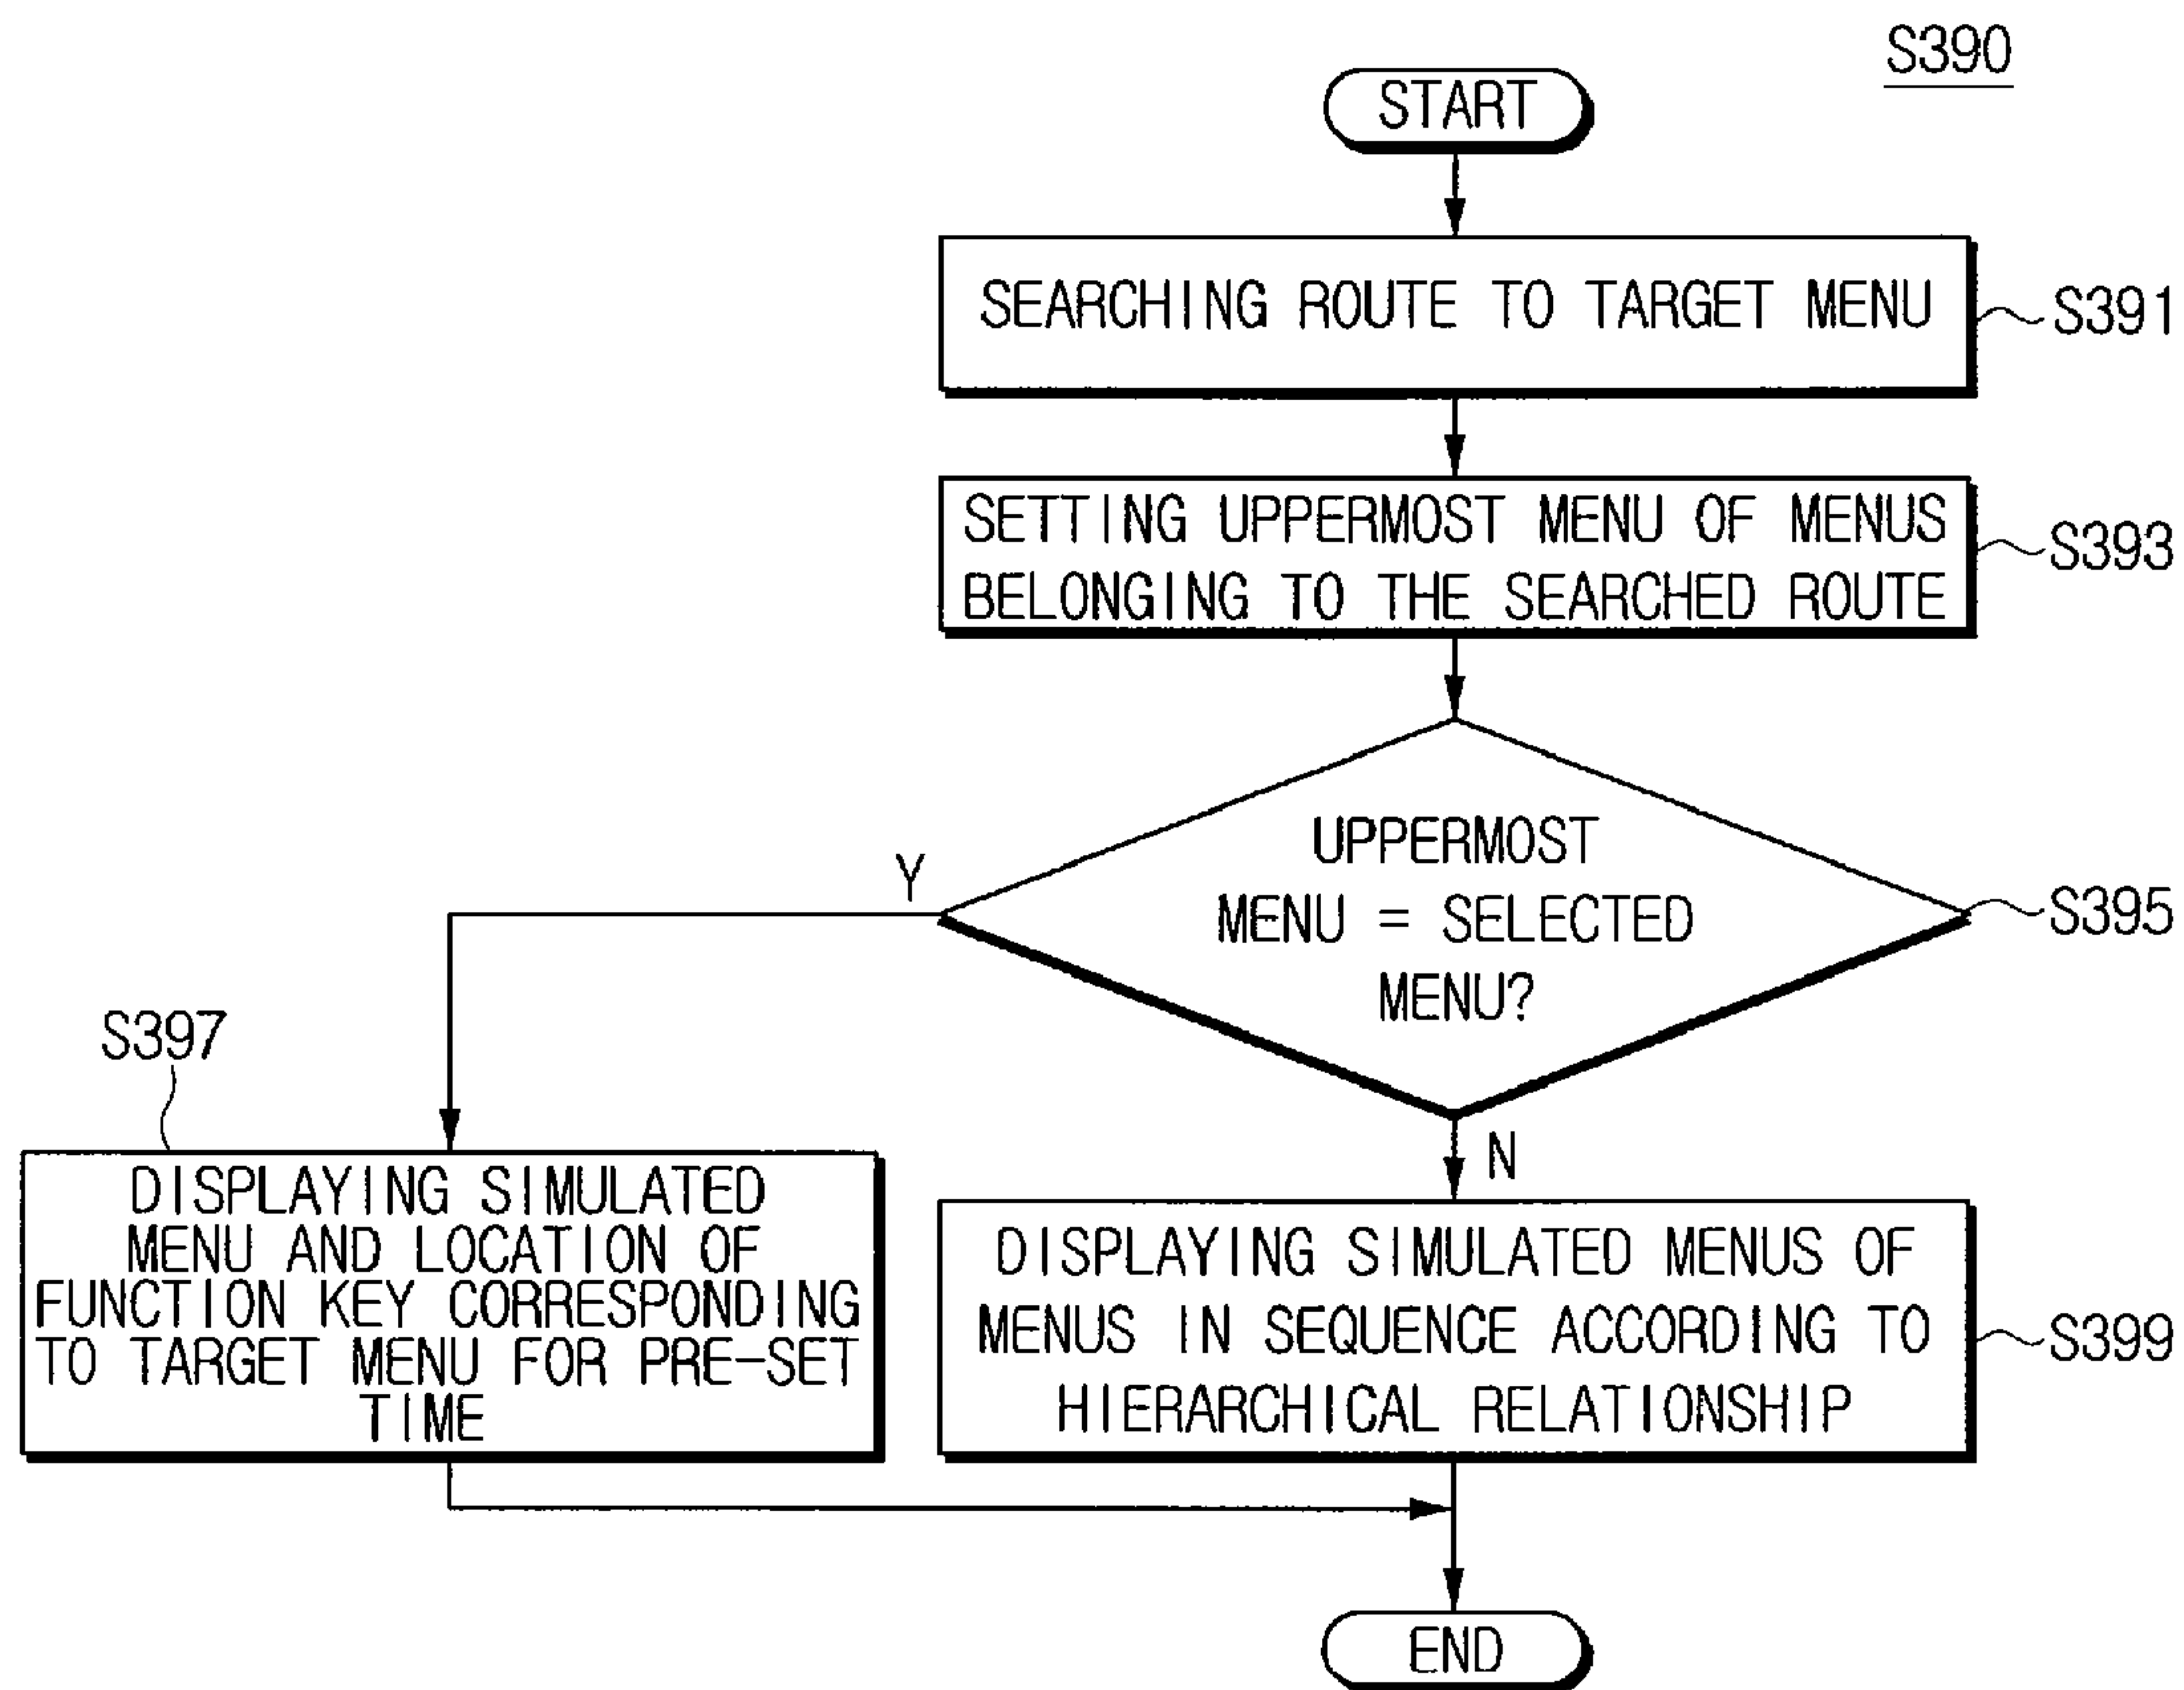 S390
START
SEARCHING ROUTE TO TARGET MENU
S391
SETTING UPPERMOST MENU OF MENUS
BELONGING TO THE SEARCHED ROUTE
S393
UPPERMOST
MENU = SELECTED
MENU?
S395
Y
N
S397
DISPLAYING SIMULATED
MENU AND LOCATION OF
FUNCTION KEY CORRESPONDING
TO TARGET MENU FOR PRE-SET
TIME
DISPLAYING SIMULATED MENUS OF
MENUS IN SEQUENCE ACCORDING TO
HIERARCHICAL RELATIONSHIP
S399
END